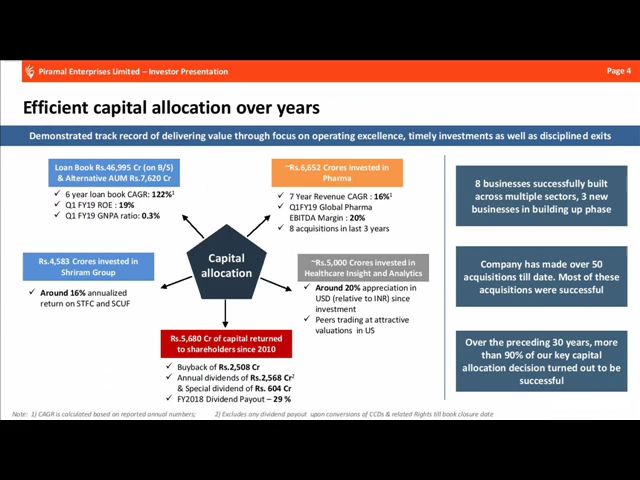 Piramal Enterprises Limited – Investor Presentation
Page 4
Efficient capital allocation over years
Demonstrated track record of delivering value through focus on operating excellence, timely investments as well as disciplined exits
Loan Book Rs.46,995 Cr (on B/S)
& Alternative AUM Rs.7,620 Cr
✓ 6 year loan book CAGR: 122%1
✓ Q1 FY19 ROE : 19%
✓ Q1 FY19 GNPA ratio: 0.3%
~Rs.6,652 Crores invested in
Pharma
✓ 7 Year Revenue CAGR : 16%1
✓ Q1FY19 Global Pharma
EBITDA Margin : 20%
✓ 8 acquisitions in last 3 years
Capital
allocation
Rs.4,583 Crores invested in
Shriram Group
✓ Around 16% annualized
return on STFC and SCUF
~Rs.5,000 Crores invested in
Healthcare Insight and Analytics
✓ Around 20% appreciation in
USD (relative to INR) since
investment
✓ Peers trading at attractive
valuations in US
Rs.5,680 Cr of capital returned
to shareholders since 2010
✓ Buyback of Rs.2,508 Cr
✓ Annual dividends of Rs.2,568 Cr2
& Special dividend of Rs. 604 Cr
✓ FY2018 Dividend Payout – 29 %
8 businesses successfully built
across multiple sectors, 3 new
businesses in building up phase
Company has made over 50
acquisitions till date. Most of these
acquisitions were successful
Over the preceding 30 years, more
than 90% of our key capital
allocation decision turned out to be
successful
Note: 1) CAGR is calculated based on reported annual numbers; 2) Excludes any dividend payout upon conversions of CCDs & related Rights till book closure date